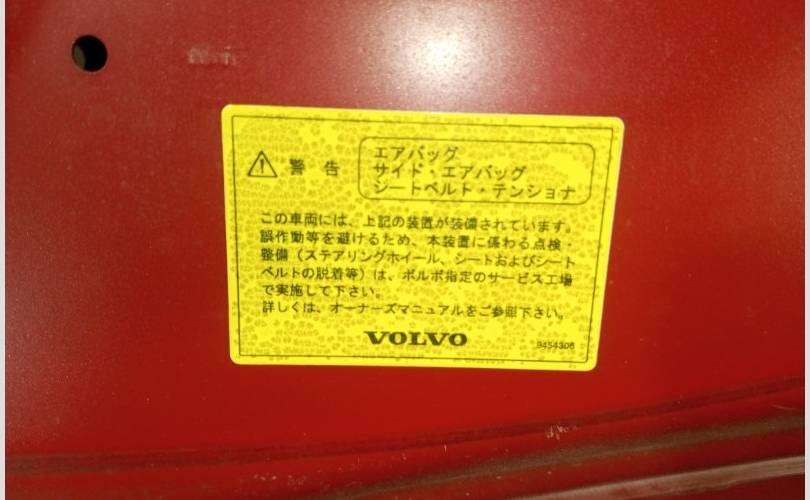 警告
エアバッグ
サイド・エアバッグ
シートベルト・テンショナ
この車両には、上記の装置が装備されています。
誤作動等を避けるため、本装置に係わる点検・
整備（ステアリングホイール、シートおよびシート
ベルトの脱着等）は、ボルボ指定のサービス工場
で実施して下さい。
詳しくは、オーナーズマニュアルをご参照下さい。
VOLVO
9454306